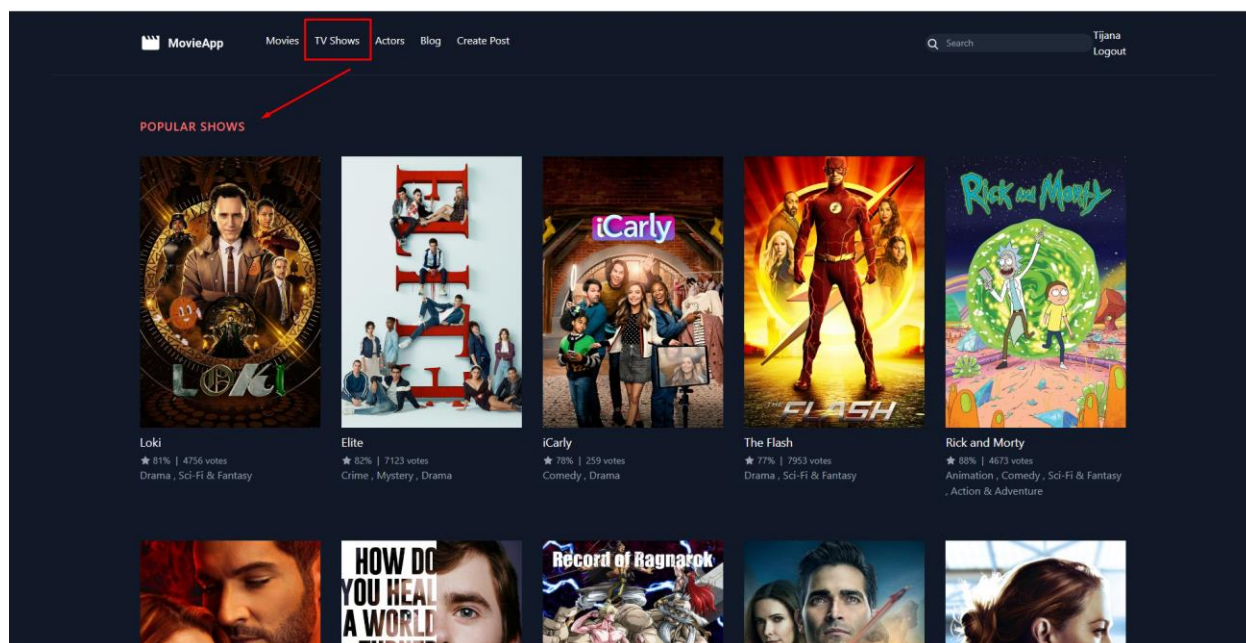 MovieApp
Movies TV Shows Actors Blog Create Post
Search
Tijana
Logout
POPULAR SHOWS
LOKI
ELITE
iCarly
THE FLASH
Rick and Morty
Loki
81% | 4756 votes
Drama , Sci-Fi & Fantasy
Elite
82% | 7123 votes
Crime , Mystery , Drama
iCarly
78% | 259 votes
Comedy , Drama
The Flash
77% | 7953 votes
Drama , Sci-Fi & Fantasy
Rick and Morty
88% | 4673 votes
Animation , Comedy , Sci-Fi & Fantasy
, Action & Adventure
HOW DO
YOU HEAL
A WORLD
Record of Ragnarok